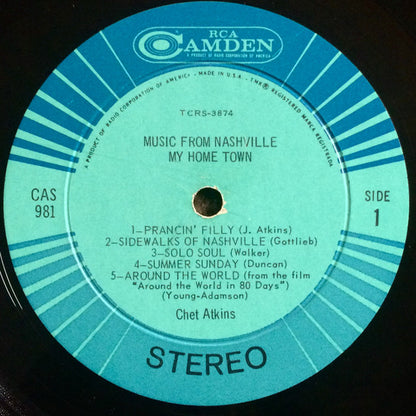 RCA
CAMDEN
A PRODUCT OF RADIO CORPORATION OF AMERICA
A PRODUCT OF RADIO CORPORATION OF AMERICA - MADE IN U.S.A. - TMK® REGISTERED MARCA REGISTRADA
TCRS-3874
MUSIC FROM NASHVILLE
MY HOME TOWN
CAS
981
SIDE
1
1—PRANCIN' FILLY (J. Atkins)
2—SIDEWALKS OF NASHVILLE (Gottlieb)
3—SOLO SOUL (Walker)
4—SUMMER SUNDAY (Duncan)
5—AROUND THE WORLD (from the film
"Around the World in 80 Days")
(Young-Adamson)
Chet Atkins
STEREO